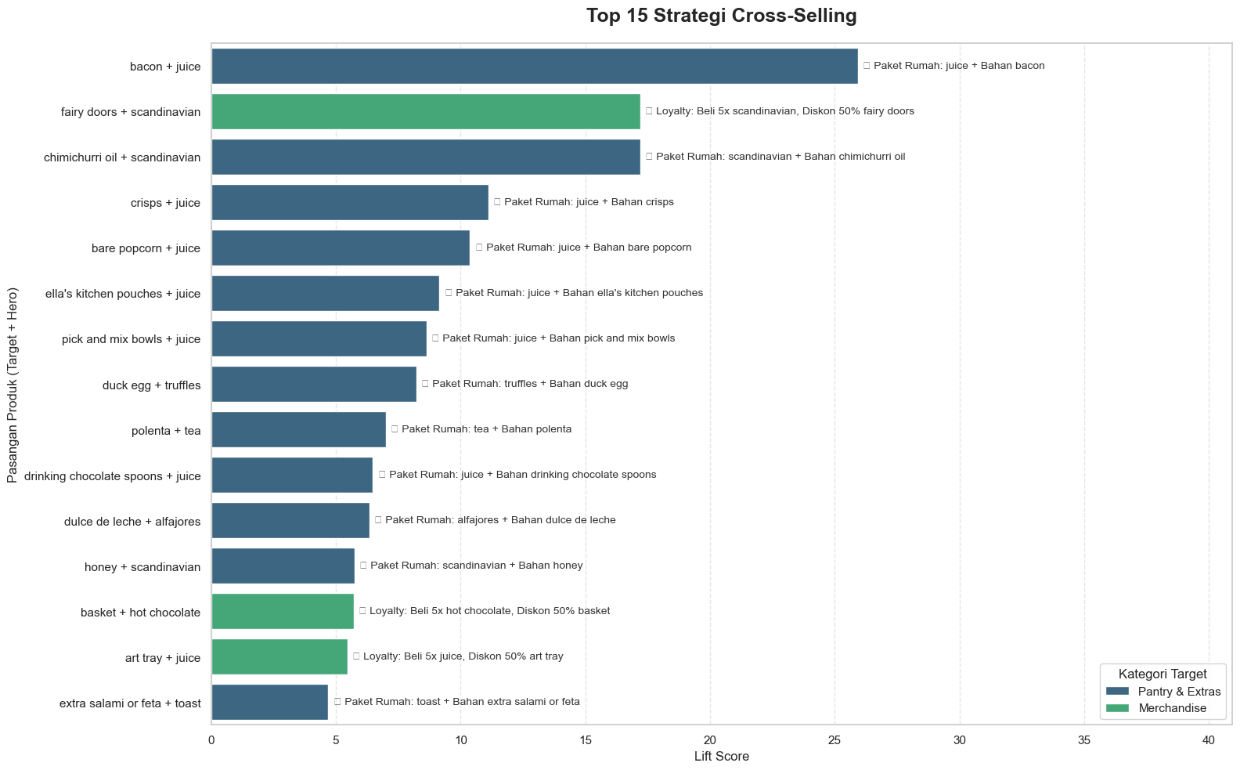 Top 15 Strategi Cross-Selling
Pasangan Produk (Target + Hero)
bacon + juice
Paket Rumah: juice + Bahan bacon
fairy doors + scandinavian
Loyalty: Beli 5x scandinavian, Diskon 50% fairy doors
chimichurri oil + scandinavian
Paket Rumah: scandinavian + Bahan chimichurri oil
crisps + juice
Paket Rumah: juice + Bahan crisps
bare popcorn + juice
Paket Rumah: juice + Bahan bare popcorn
ella's kitchen pouches + juice
Paket Rumah: juice + Bahan ella's kitchen pouches
pick and mix bowls + juice
Paket Rumah: juice + Bahan pick and mix bowls
duck egg + truffles
Paket Rumah: truffles + Bahan duck egg
polenta + tea
Paket Rumah: tea + Bahan polenta
drinking chocolate spoons + juice
Paket Rumah: juice + Bahan drinking chocolate spoons
dulce de leche + alfajores
Paket Rumah: alfajores + Bahan dulce de leche
honey + scandinavian
Paket Rumah: scandinavian + Bahan honey
basket + hot chocolate
Loyalty: Beli 5x hot chocolate, Diskon 50% basket
art tray + juice
Loyalty: Beli 5x juice, Diskon 50% art tray
extra salami or feta + toast
Paket Rumah: toast + Bahan extra salami or feta
Kategori Target
Pantry & Extras
Merchandise
0 5 10 15 20 25 30 35 40
Lift Score